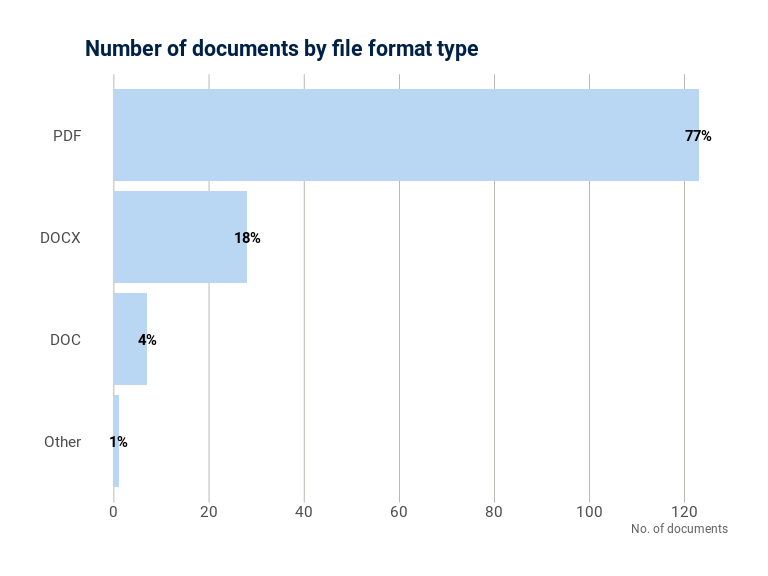 Number of documents by file format type
PDF
77%
DOCX
18%
DOC
4%
Other
1%
0 20 40 60 80 100 120
No. of documents